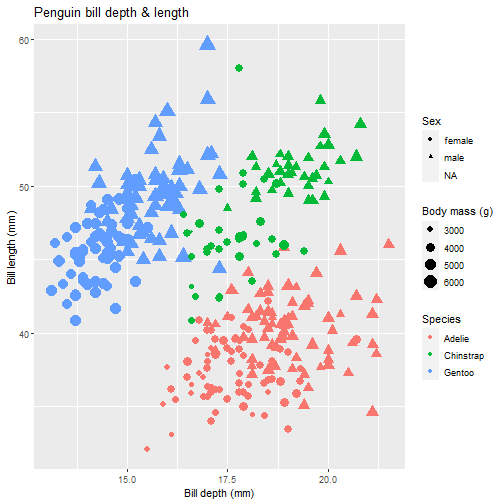 Penguin bill depth & length
60
50
40
Bill length (mm)
15.0 17.5 20.0
Bill depth (mm)
Sex
female
male
NA
Body mass (g)
3000
4000
5000
6000
Species
Adelie
Chinstrap
Gentoo